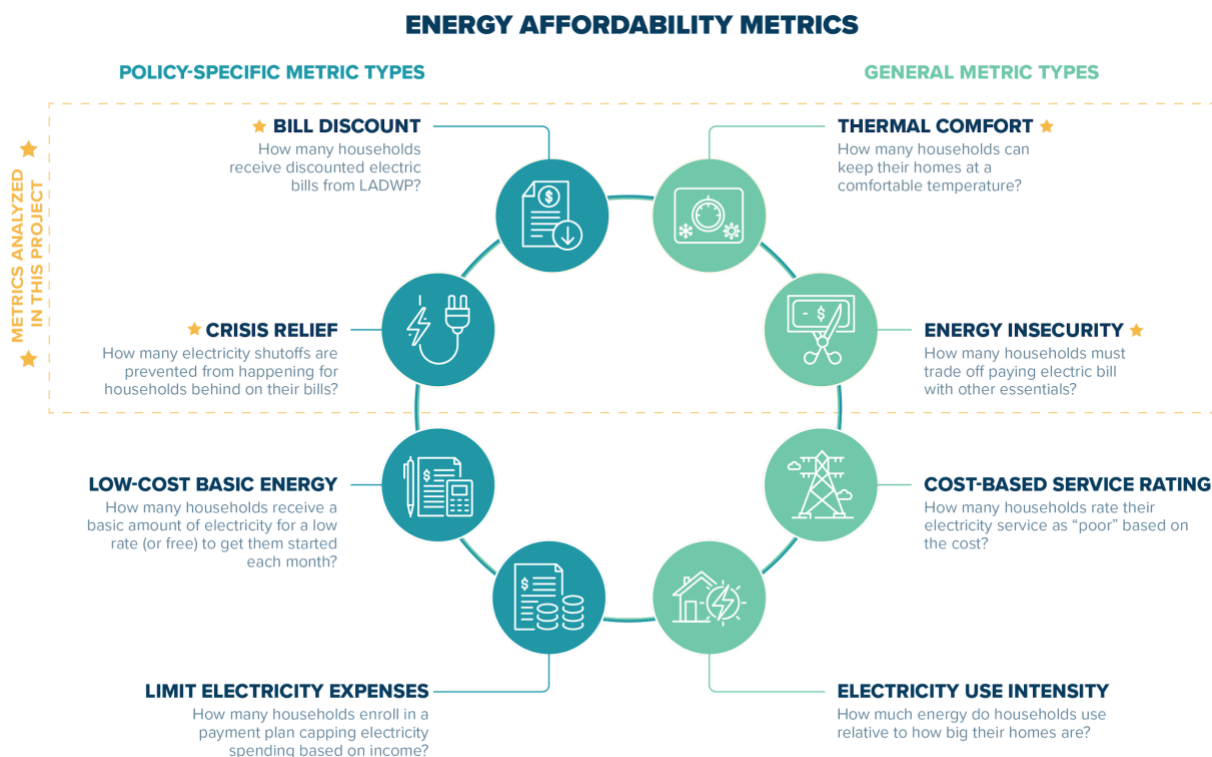 ENERGY AFFORDABILITY METRICS
POLICY-SPECIFIC METRIC TYPES
GENERAL METRIC TYPES
METRICS ANALYZED
IN THIS PROJECT
BILL DISCOUNT
How many households
receive discounted electric
bills from LADWP?
THERMAL COMFORT
How many households can
keep their homes at a
comfortable temperature?
CRISIS RELIEF
How many electricity shutoffs are
prevented from happening for
households behind on their bills?
ENERGY INSECURITY
How many households must
trade off paying electric bill
with other essentials?
LOW-COST BASIC ENERGY
How many households receive a
basic amount of electricity for a low
rate (or free) to get them started
each month?
COST-BASED SERVICE RATING
How many households rate their
electricity service as “poor” based on
the cost?
LIMIT ELECTRICITY EXPENSES
How many households enroll in a
payment plan capping electricity
spending based on income?
ELECTRICITY USE INTENSITY
How much energy do households use
relative to how big their homes are?
$
- $
$
$